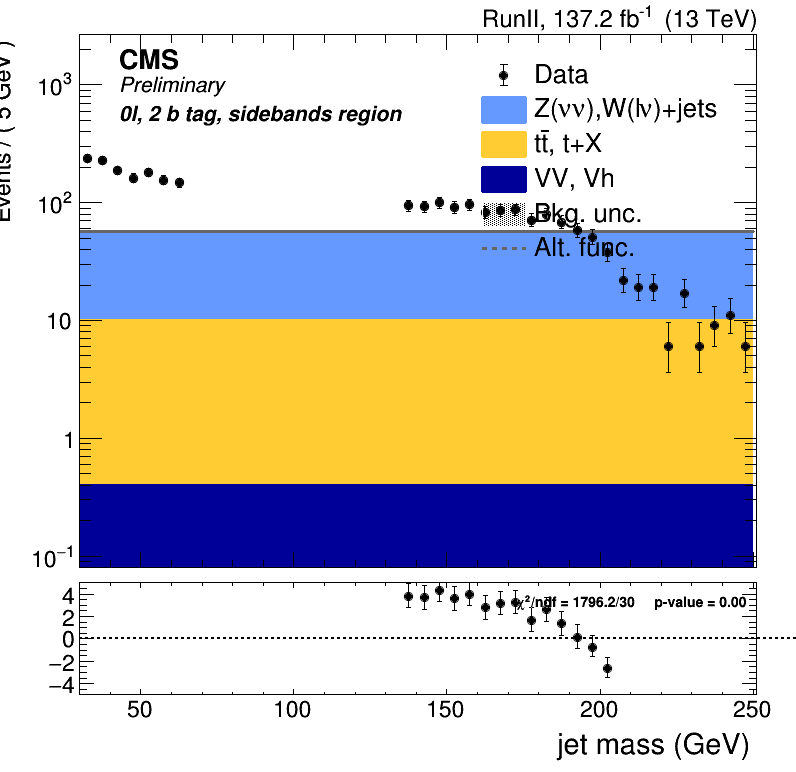 RunII, 137.2 fb⁻¹ (13 TeV)
CMS
Preliminary
0l, 2 b tag, sidebands region
Data
Z(νν),W(lν)+jets
tt̄, t+X
VV, Vh
Bkg. unc.
Alt. func.
Events / ( 5 GeV )
10³
10²
10
1
10⁻¹
χ²/ndf = 1796.2/30 p-value = 0.00
4
2
0
−2
−4
50 100 150 200 250
jet mass (GeV)